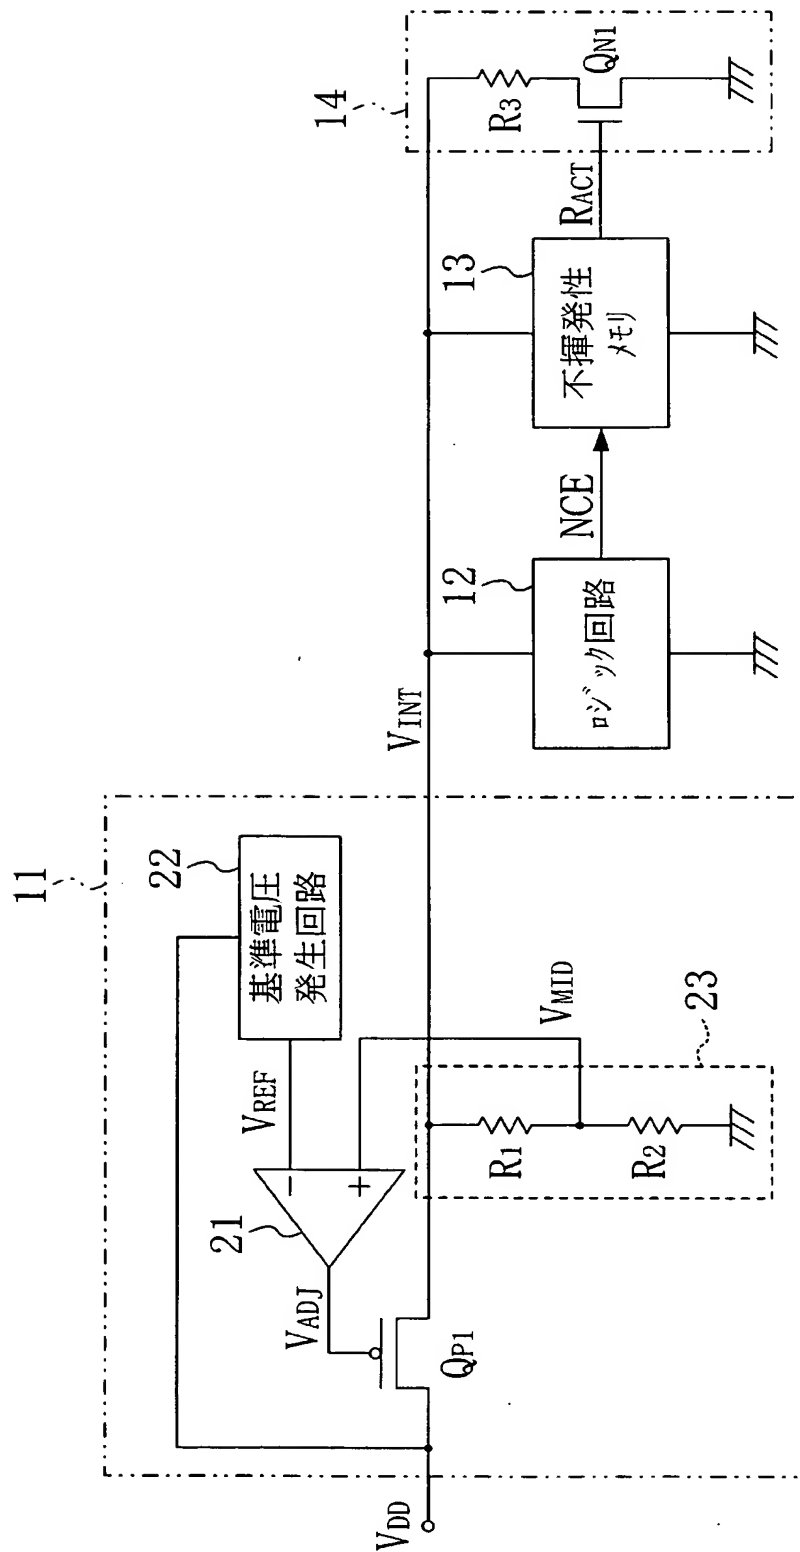 11
22
基準電圧
発生回路
VREF
21
VADJ
QP1
VDD
VMID
R1
R2
23
VINT
12
ロジック回路
NCE
13
不揮発性
メモリ
RACT
14
R3
QN1
−
+